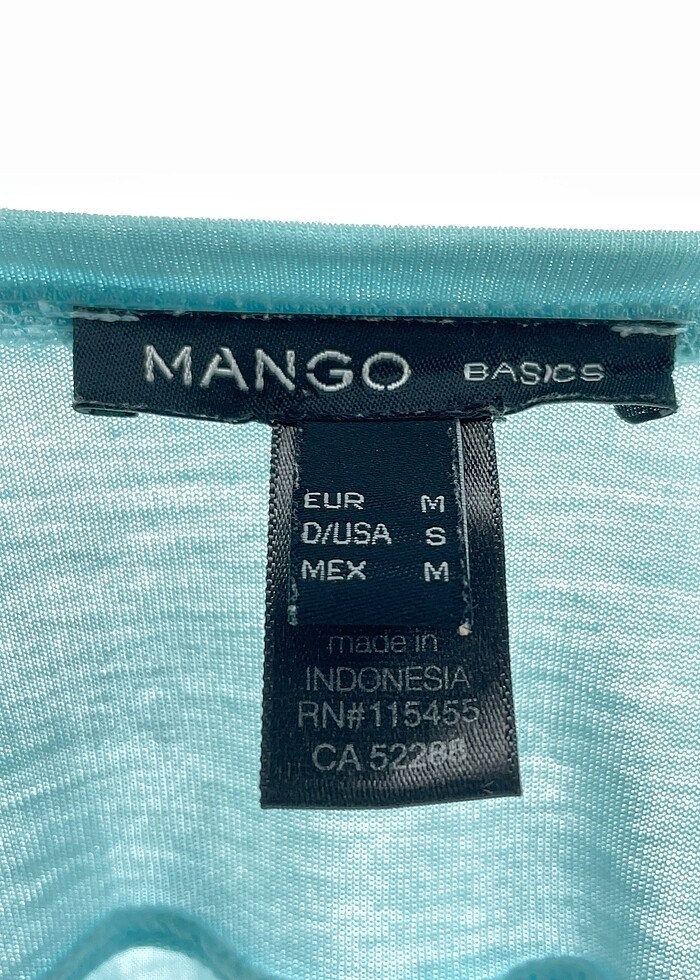 MANGO BASICS
EUR M
D/USA S
MEX M
made in
INDONESIA
RN#115455
CA 52288